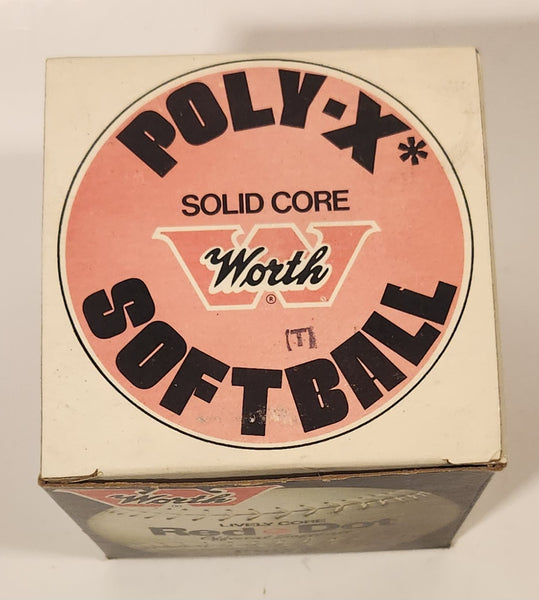 POLY-X*
SOLID CORE
Worth
®
[T]
SOFTBALL
Worth
LIVELY CORE
Red Dot